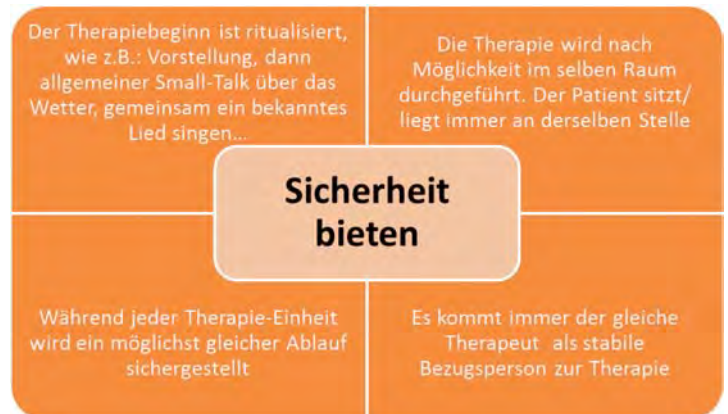 Der Therapiebeginn ist ritualisiert,
wie z.B.: Vorstellung, dann
allgemeiner Small-Talk über das
Wetter, gemeinsam ein bekanntes
Lied singen...
Die Therapie wird nach
Möglichkeit im selben Raum
durchgeführt. Der Patient sitzt/
liegt immer an derselben Stelle
Sicherheit
bieten
Während jeder Therapie-Einheit
wird ein möglichst gleicher Ablauf
sichergestellt
Es kommt immer der gleiche
Therapeut als stabile
Bezugsperson zur Therapie